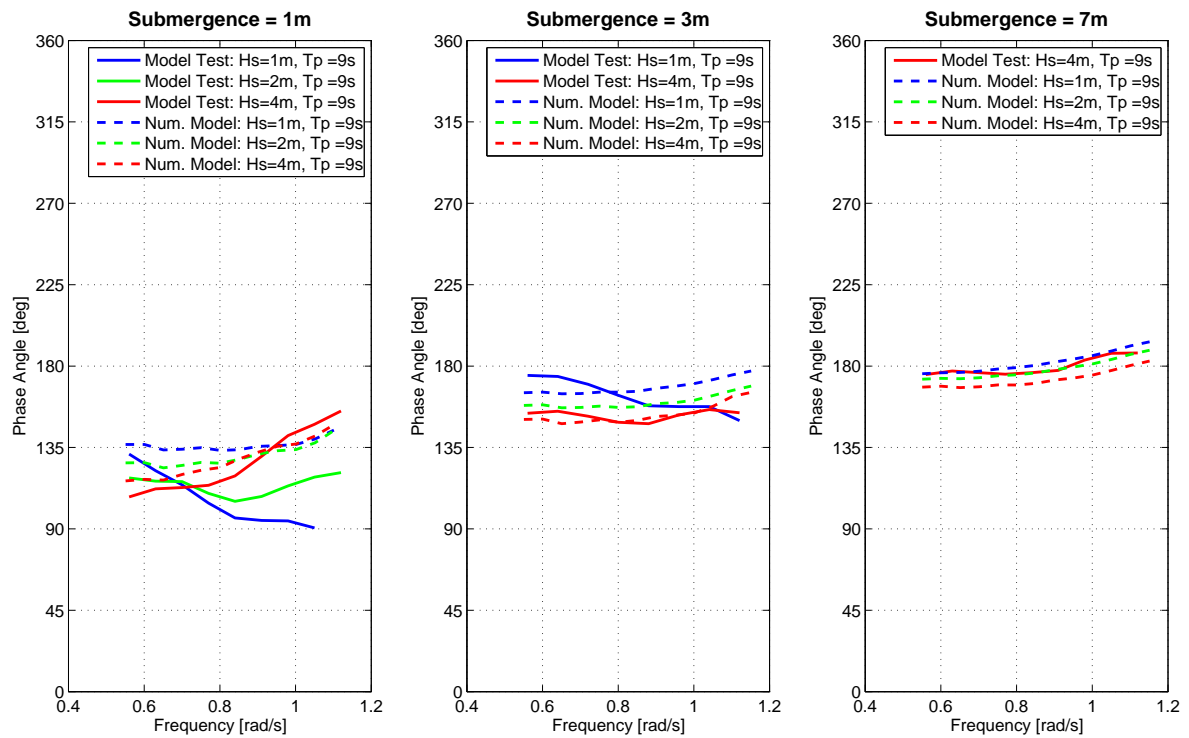 Submergence = 1m
Model Test: Hs=1m, Tp =9s
Model Test: Hs=2m, Tp =9s
Model Test: Hs=4m, Tp =9s
Num. Model: Hs=1m, Tp =9s
Num. Model: Hs=2m, Tp =9s
Num. Model: Hs=4m, Tp =9s
360
315
270
225
180
135
90
45
0
Phase Angle [deg]
0.4 0.6 0.8 1 1.2
Frequency [rad/s]
Submergence = 3m
Model Test: Hs=1m, Tp =9s
Model Test: Hs=4m, Tp =9s
Num. Model: Hs=1m, Tp =9s
Num. Model: Hs=2m, Tp =9s
Num. Model: Hs=4m, Tp =9s
360
315
270
225
180
135
90
45
0
Phase Angle [deg]
0.4 0.6 0.8 1 1.2
Frequency [rad/s]
Submergence = 7m
Model Test: Hs=4m, Tp =9s
Num. Model: Hs=1m, Tp =9s
Num. Model: Hs=2m, Tp =9s
Num. Model: Hs=4m, Tp =9s
360
315
270
225
180
135
90
45
0
Phase Angle [deg]
0.4 0.6 0.8 1 1.2
Frequency [rad/s]